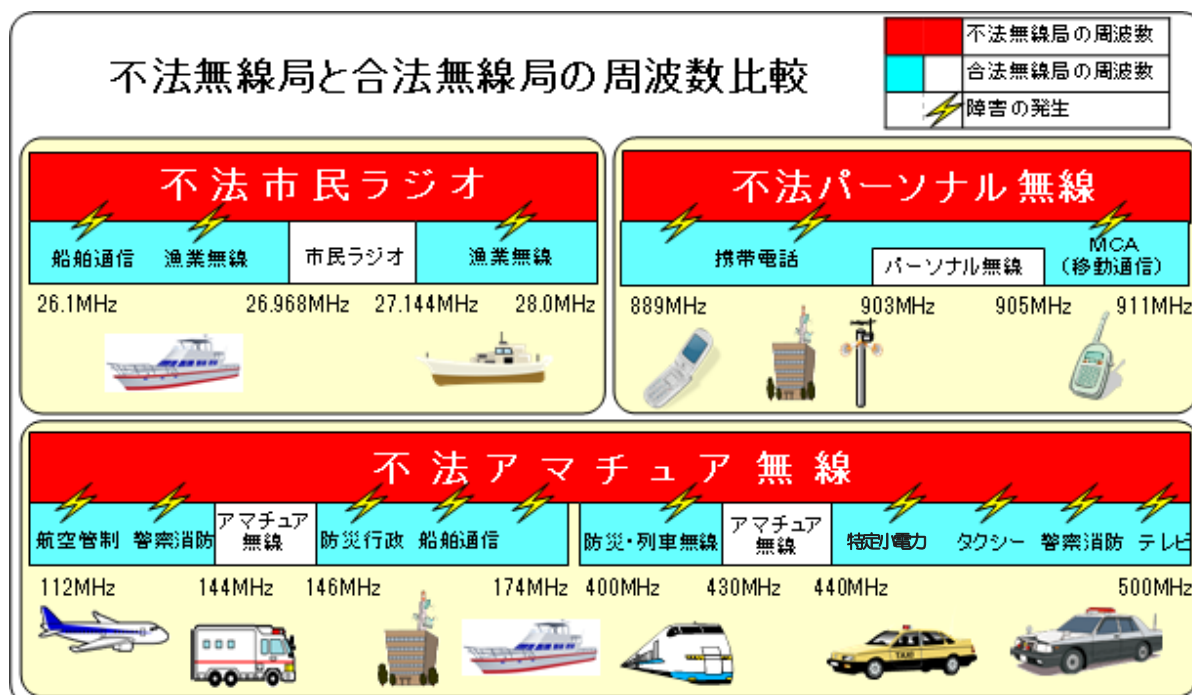 不法無線局と合法無線局の周波数比較
不法無線局の周波数
合法無線局の周波数
障害の発生
不法市民ラジオ
船舶通信 漁業無線 市民ラジオ 漁業無線
26.1MHz 26.968MHz 27.144MHz 28.0MHz
不法パーソナル無線
携帯電話 パーソナル無線 MCA
(移動通信)
889MHz 903MHz 905MHz 911MHz
不法アマチュア無線
航空管制 警察消防 アマチュア
無線 防災行政 船舶通信 防災・列車無線 アマチュア
無線 特定小電力 タクシー 警察消防 テレビ
112MHz 144MHz 146MHz 174MHz 400MHz 430MHz 440MHz 500MHz
TAXI